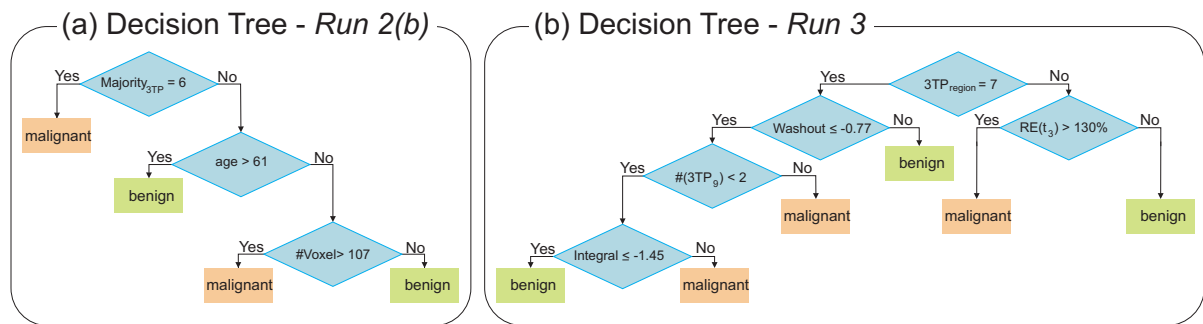 (a) Decision Tree - Run 2(b)
Yes
Majority3TP = 6
No
malignant
Yes
age > 61
No
benign
Yes
#Voxel> 107
No
malignant
benign
(b) Decision Tree - Run 3
Yes
3TPregion = 7
No
Yes
Washout ≤ -0.77
No
Yes
RE(t3) > 130%
No
benign
Yes
#(3TP9) < 2
No
malignant
malignant
benign
Yes
Integral ≤ -1.45
No
benign
malignant